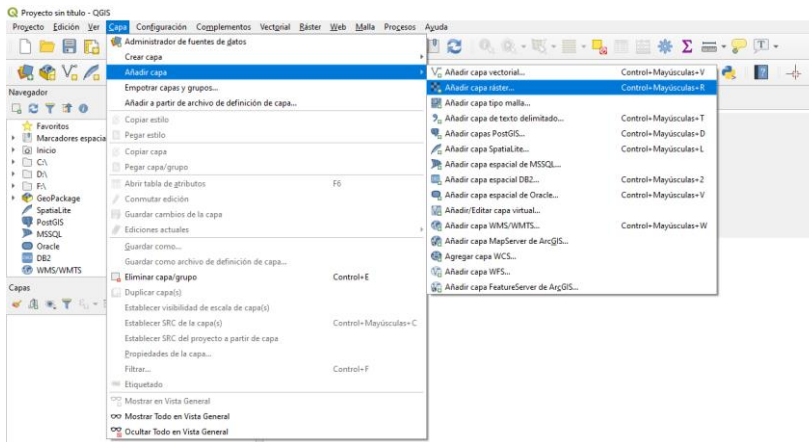 Proyecto sin título - QGIS
Proyecto Edición Ver Capa Configuración Complementos Vectorial Ráster Web Malla Procesos Ayuda
Administrador de fuentes de datos
Crear capa
Añadir capa
Empotrar capas y grupos...
Añadir a partir de archivo de definición de capa...
Copiar estilo
Pegar estilo
Copiar capa
Pegar capa/grupo
Abrir tabla de atributos F6
Conmutar edición
Guardar cambios de la capa
Ediciones actuales
Guardar como...
Guardar como archivo de definición de capa...
Eliminar capa/grupo Control+E
Duplicar capa(s)
Establecer visibilidad de escala de capa(s)
Establecer SRC de la capa(s) Control+Mayúsculas+C
Establecer SRC del proyecto a partir de capa
Propiedades de la capa...
Filtrar... Control+F
Etiquetado
Mostrar en Vista General
Mostrar Todo en Vista General
Ocultar Todo en Vista General
Añadir capa vectorial... Control+Mayúsculas+V
Añadir capa ráster... Control+Mayúsculas+R
Añadir capa tipo malla...
Añadir capa de texto delimitado... Control+Mayúsculas+T
Añadir capas PostGIS... Control+Mayúsculas+D
Añadir capa SpatiaLite... Control+Mayúsculas+L
Añadir capa espacial de MSSQL...
Añadir capa espacial DB2... Control+Mayúsculas+2
Añadir capa espacial de Oracle... Control+Mayúsculas+V
Añadir/Editar capa virtual...
Añadir capa WMS/WMTS... Control+Mayúsculas+W
Añadir capa MapServer de ArcGIS...
Agregar capa WCS...
Añadir capa WFS...
Añadir capa FeatureServer de ArcGIS...
Navegador
Favoritos
Marcadores espacia
Inicio
C:\
D:\
F:\
GeoPackage
SpatiaLite
PostGIS
MSSQL
Oracle
DB2
WMS/WMTS
Capas